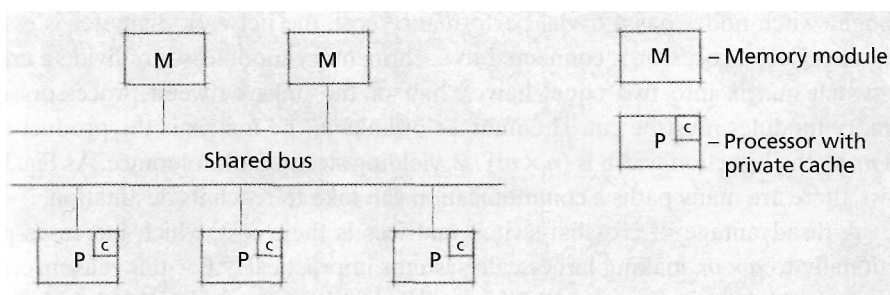 M
M
M – Memory module
Shared bus
P c – Processor with
private cache
P c
P c
P c